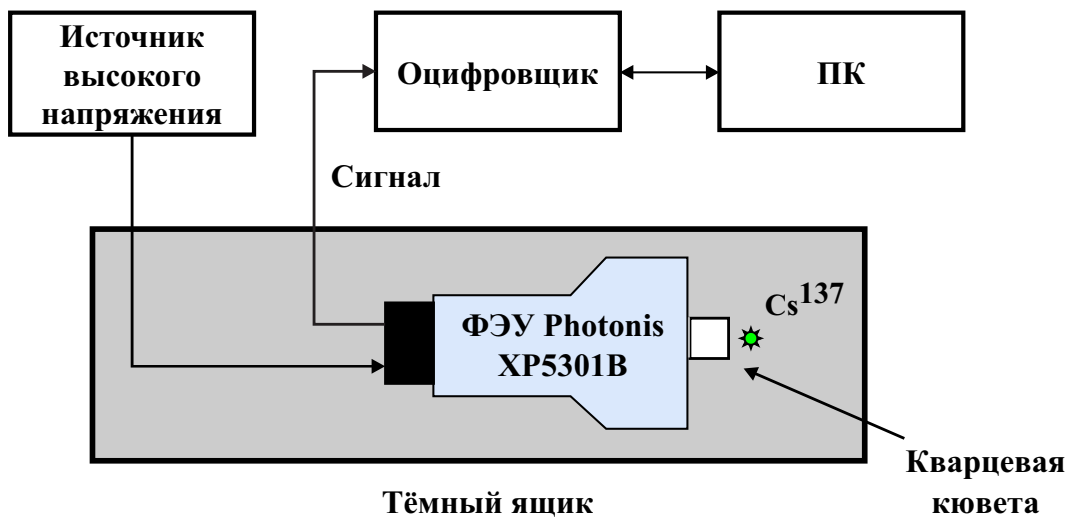 Источник
высокого
напряжения
Оцифровщик
ПК
Сигнал
ФЭУ Photonis
XP5301B
Cs137
Кварцевая
кювета
Тёмный ящик